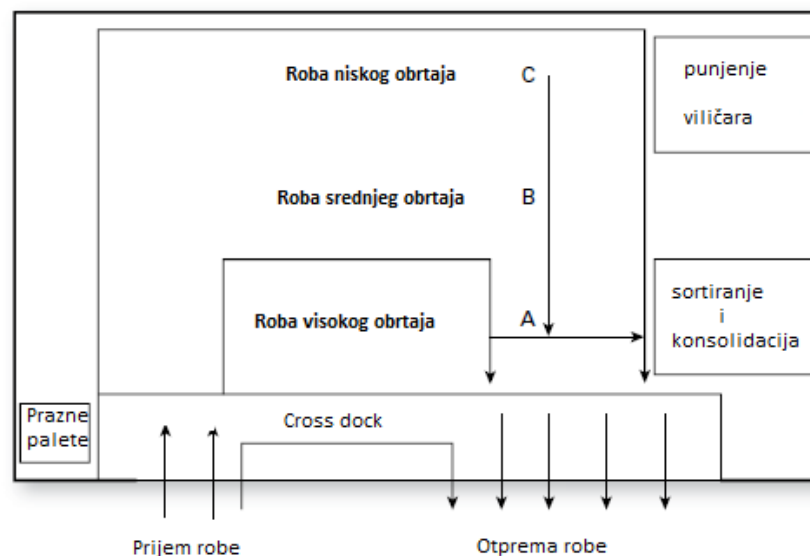 Roba niskog obrtaja C
punjenje
viličara
Roba srednjeg obrtaja B
Roba visokog obrtaja A
sortiranje
i
konsolidacija
Prazne
palete
Cross dock
Prijem robe
Otprema robe